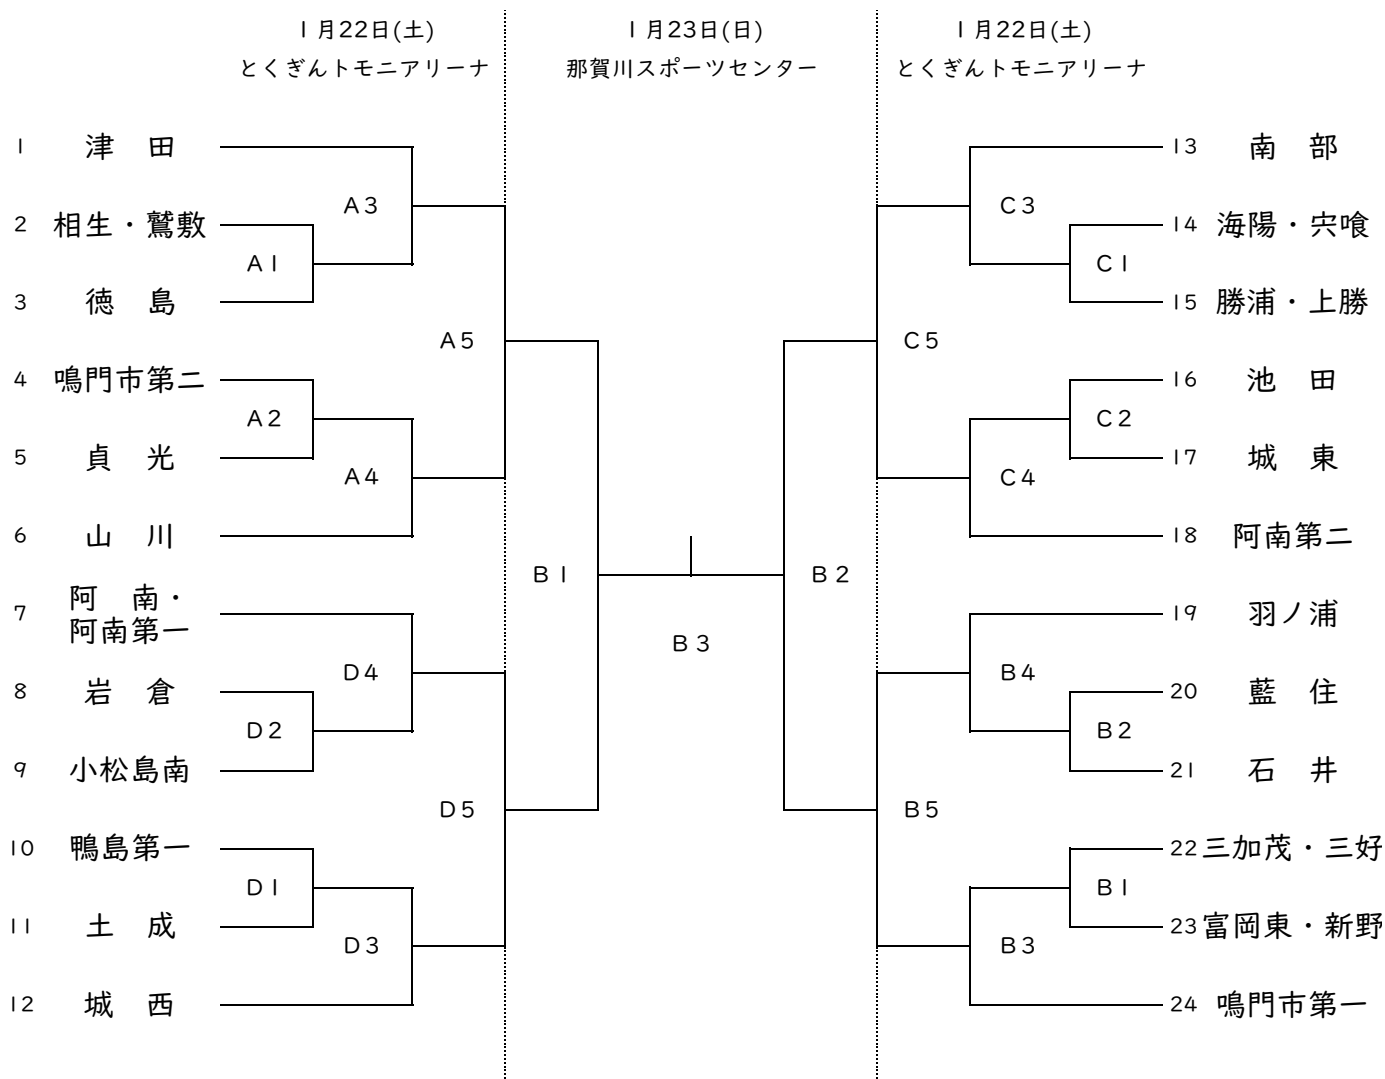 1月22日(土)
とくぎんトモニアリーナ
1月23日(日)
那賀川スポーツセンター
1月22日(土)
とくぎんトモニアリーナ
1 津　田
2 相生・鷲敷
3 徳　島
4 鳴門市第二
5 貞　光
6 山　川
7 阿　南・
阿南第一
8 岩　倉
9 小松島南
10 鴨島第一
11 土　成
12 城　西
A3
A1
A5
A2
A4
D4
D2
D5
D1
D3
B1
B3
B2
C3
C1
C5
C2
C4
B4
B2
B5
B1
B3
13 南　部
14 海陽・宍喰
15 勝浦・上勝
16 池　田
17 城　東
18 阿南第二
19 羽ノ浦
20 藍　住
21 石　井
22 三加茂・三好
23 富岡東・新野
24 鳴門市第一